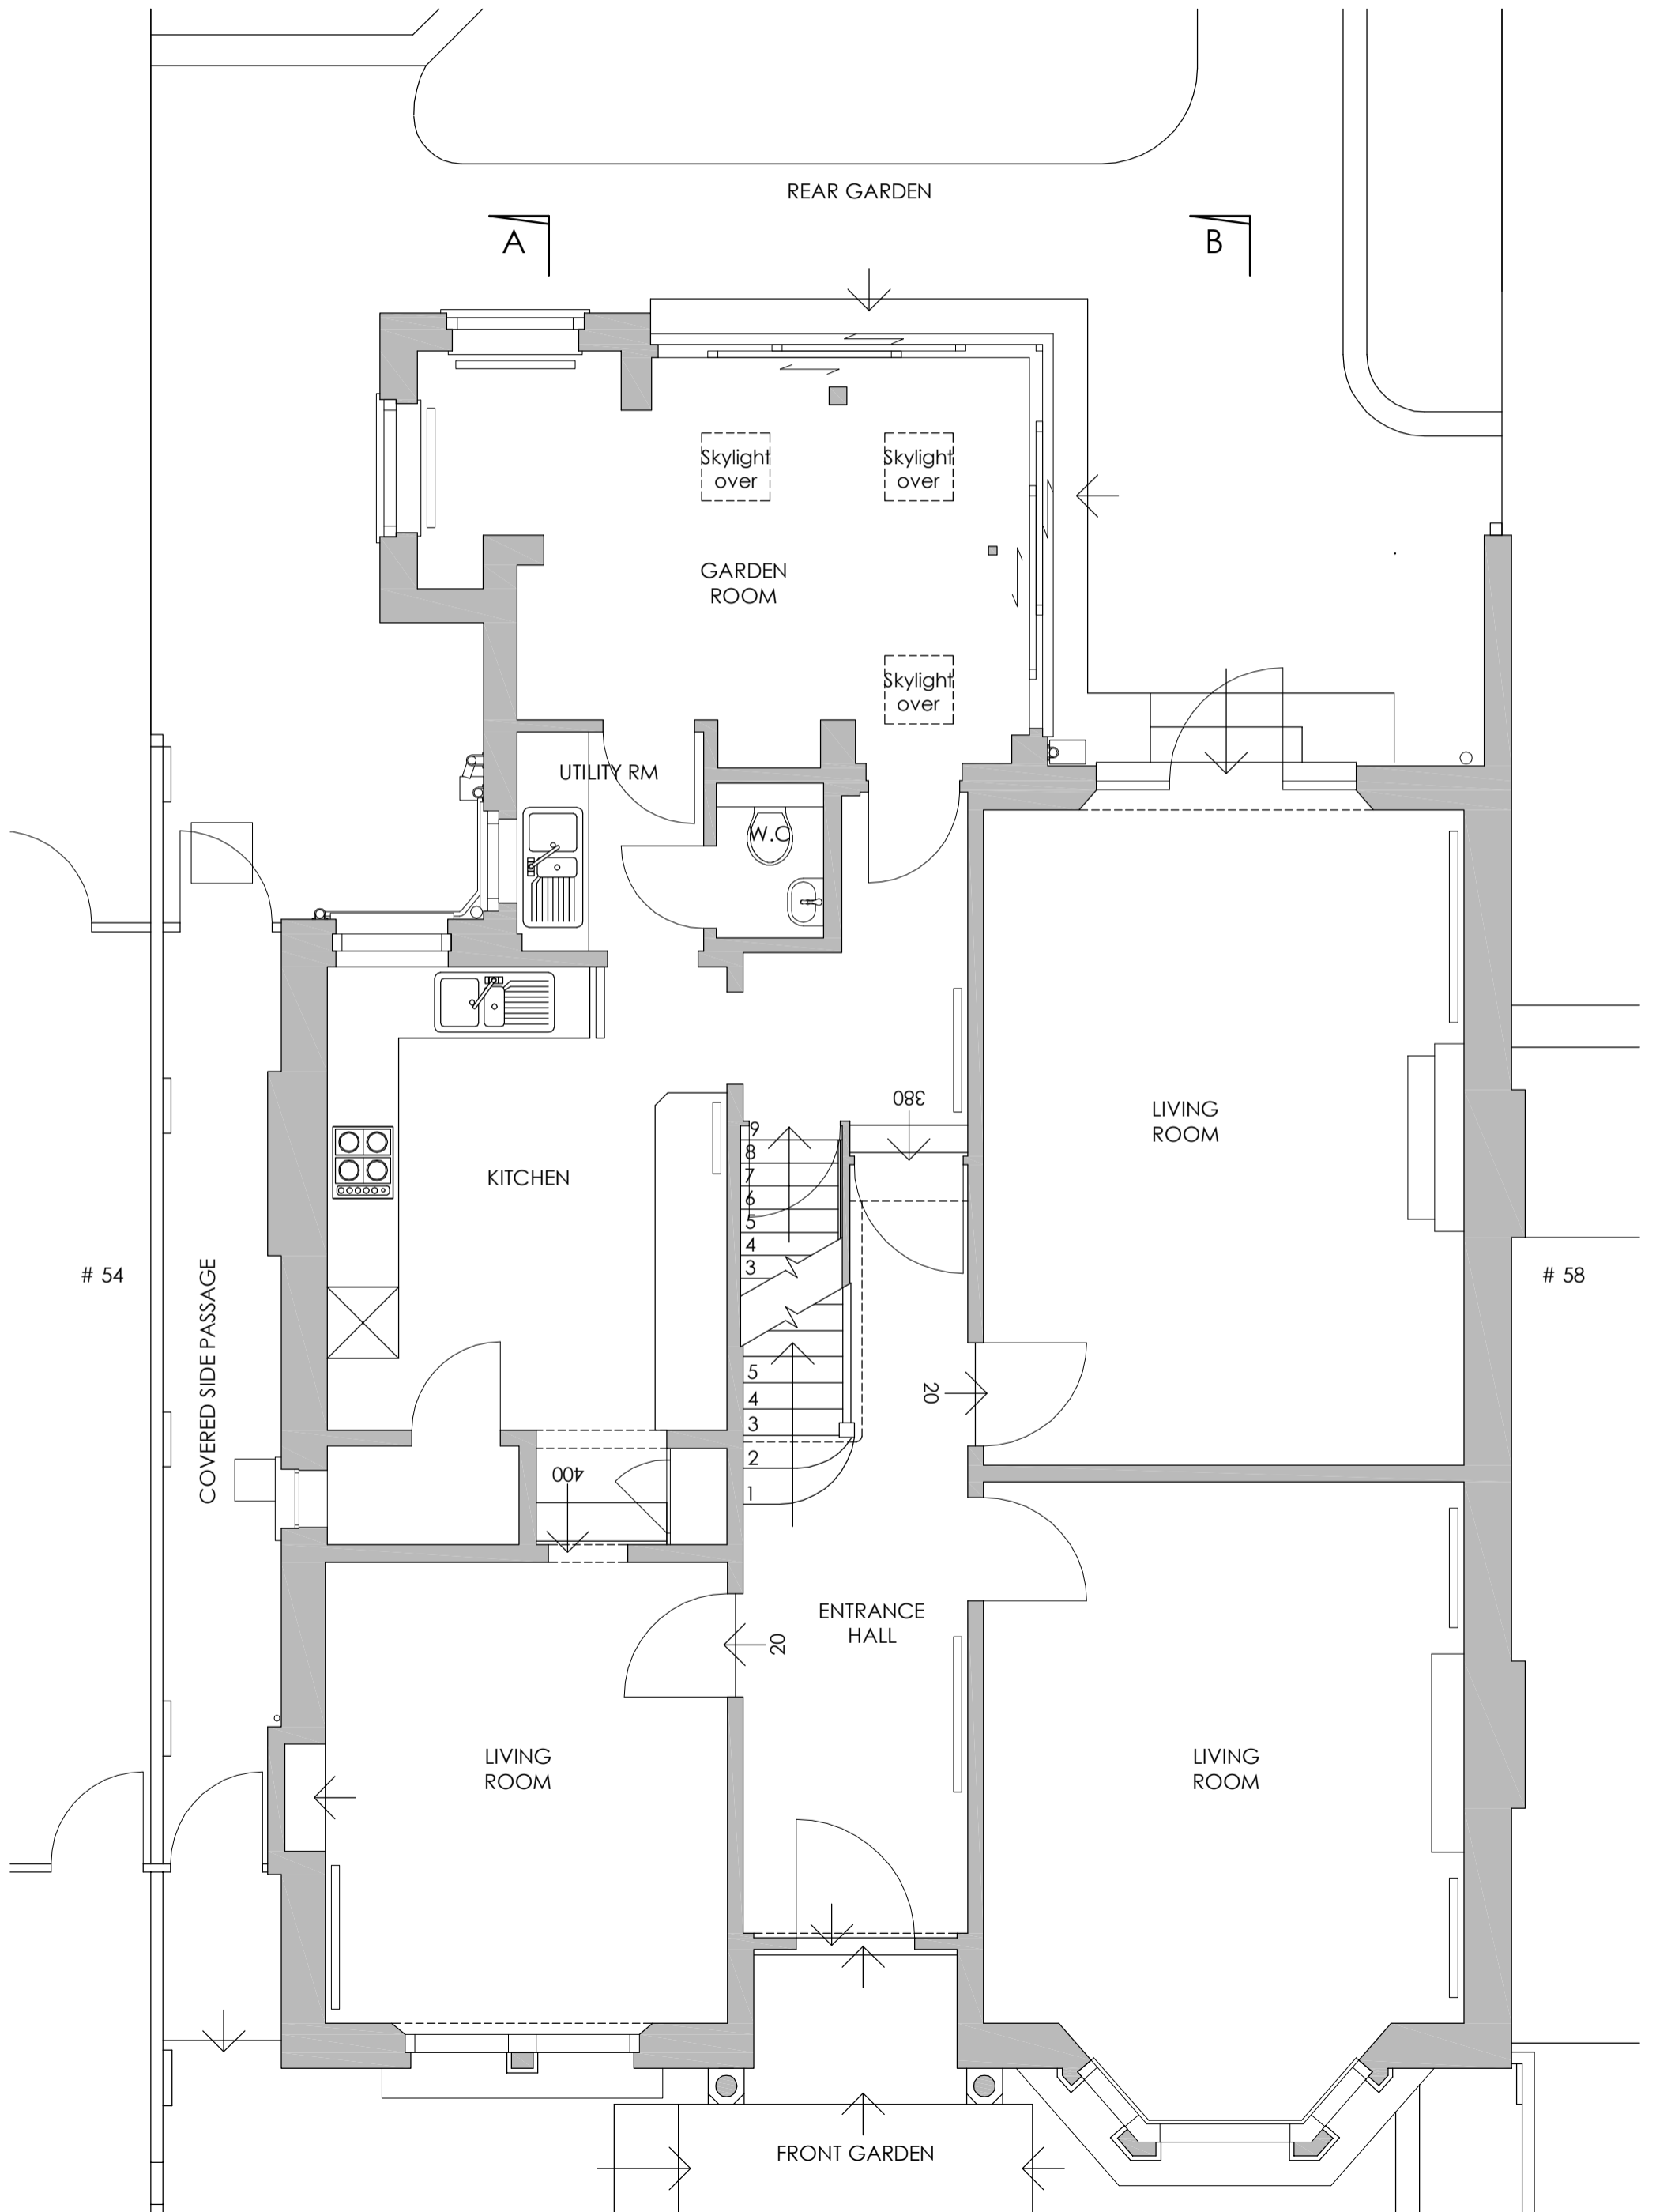 REAR GARDEN
A
B
Skylight
over
Skylight
over
GARDEN
ROOM
Skylight
over
UTILITY RM
W.C
380
LIVING
ROOM
KITCHEN
9
8
7
6
5
4
3
# 54
COVERED SIDE PASSAGE
# 58
5
4
3
2
1
20
400
ENTRANCE
HALL
20
LIVING
ROOM
LIVING
ROOM
FRONT GARDEN